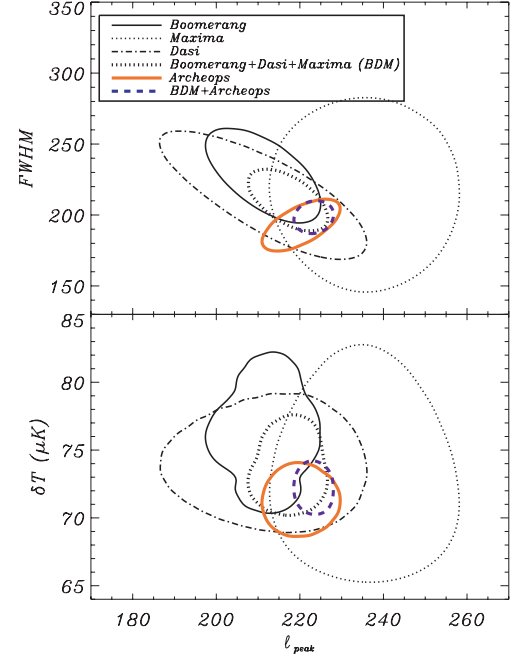 350
300
250
200
150
FWHM
Boomerang
Maxima
Dasi
Boomerang+Dasi+Maxima (BDM)
Archeops
BDM+Archeops
85
80
75
70
65
δT (μK)
180 200 220 240 260
ℓ peak